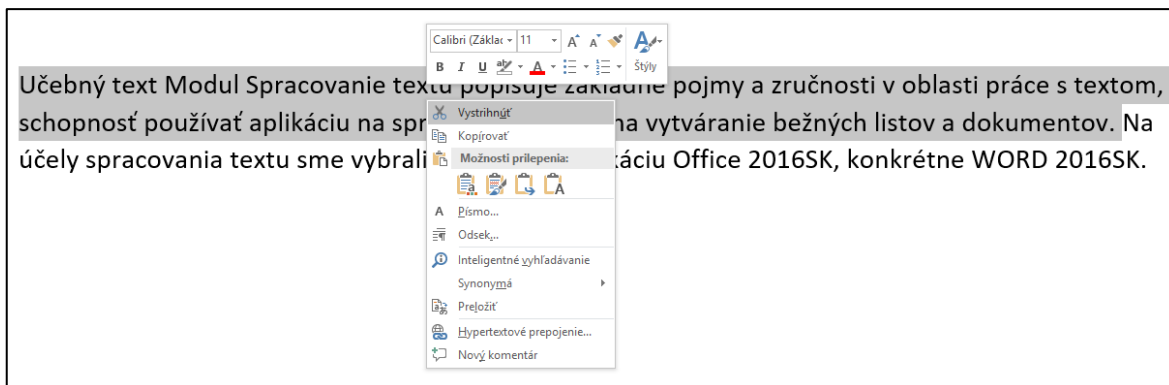 Calibri (Základ 11 A A
B I U aby A Štýly
Učebný text Modul Spracovanie textu popisuje základné pojmy a zručnosti v oblasti práce s textom,
schopnosť používať aplikáciu na spr na vytváranie bežných listov a dokumentov. Na
účely spracovania textu sme vybrali káciu Office 2016SK, konkrétne WORD 2016SK.
Vystrihnúť
Kopírovať
Možnosti prilepenia:
A Písmo...
Odsek...
Inteligentné vyhľadávanie
Synonymá
Preložiť
Hypertextové prepojenie...
Nový komentár